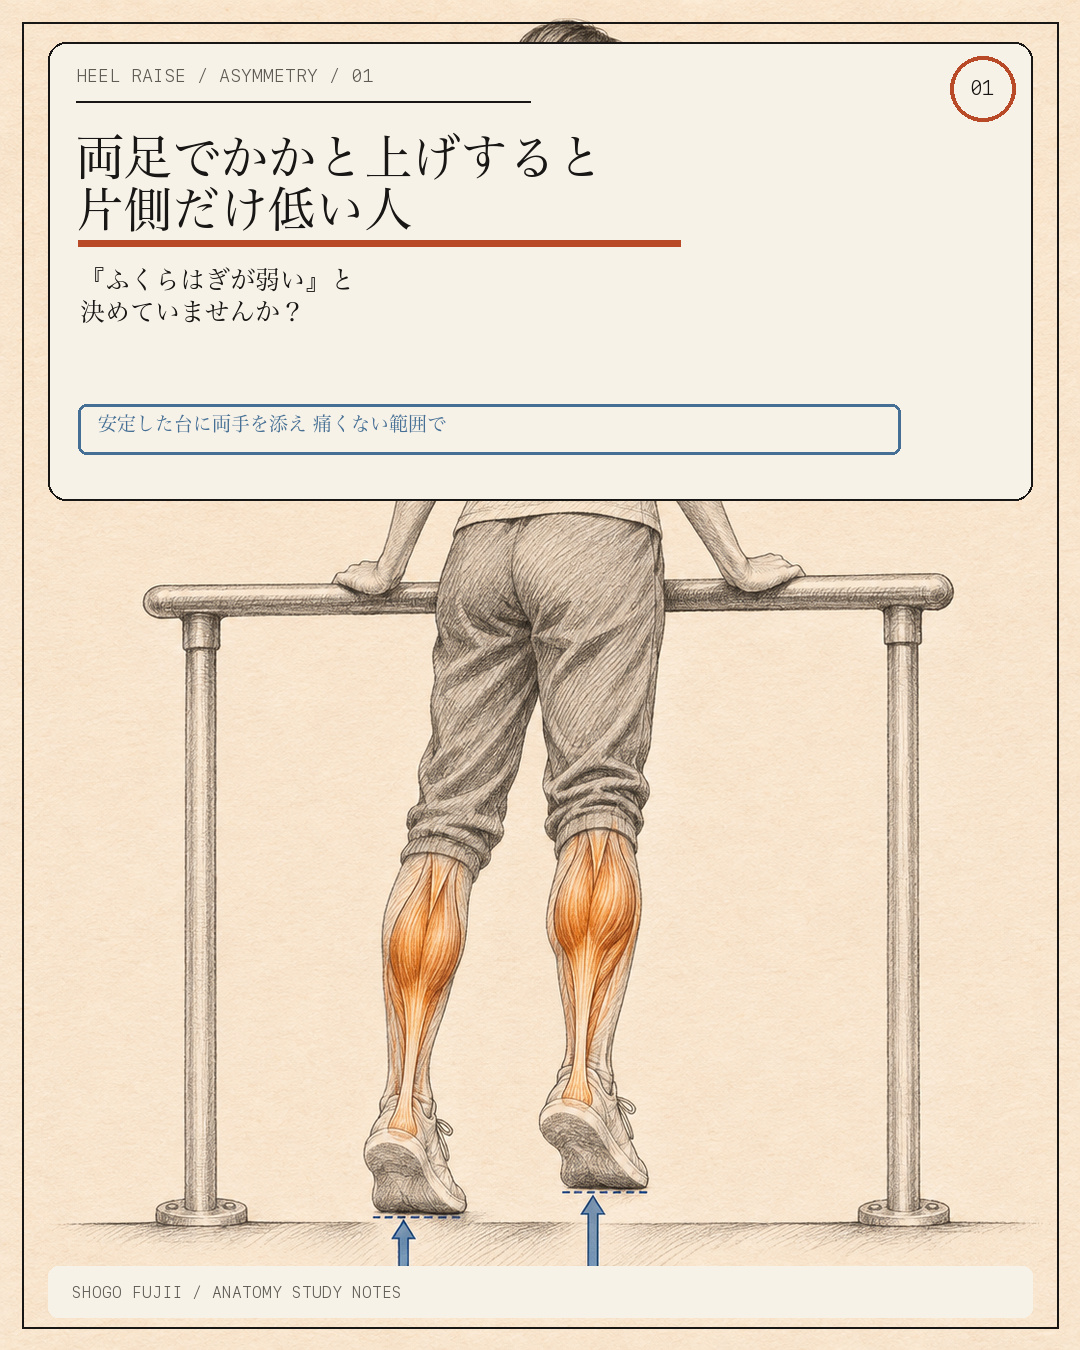 HEEL RAISE / ASYMMETRY / 01
01
両足でかかと上げすると
片側だけ低い人
『ふくらはぎが弱い』と
決めていませんか？
安定した台に両手を添え 痛くない範囲で
SHOGO FUJII / ANATOMY STUDY NOTES